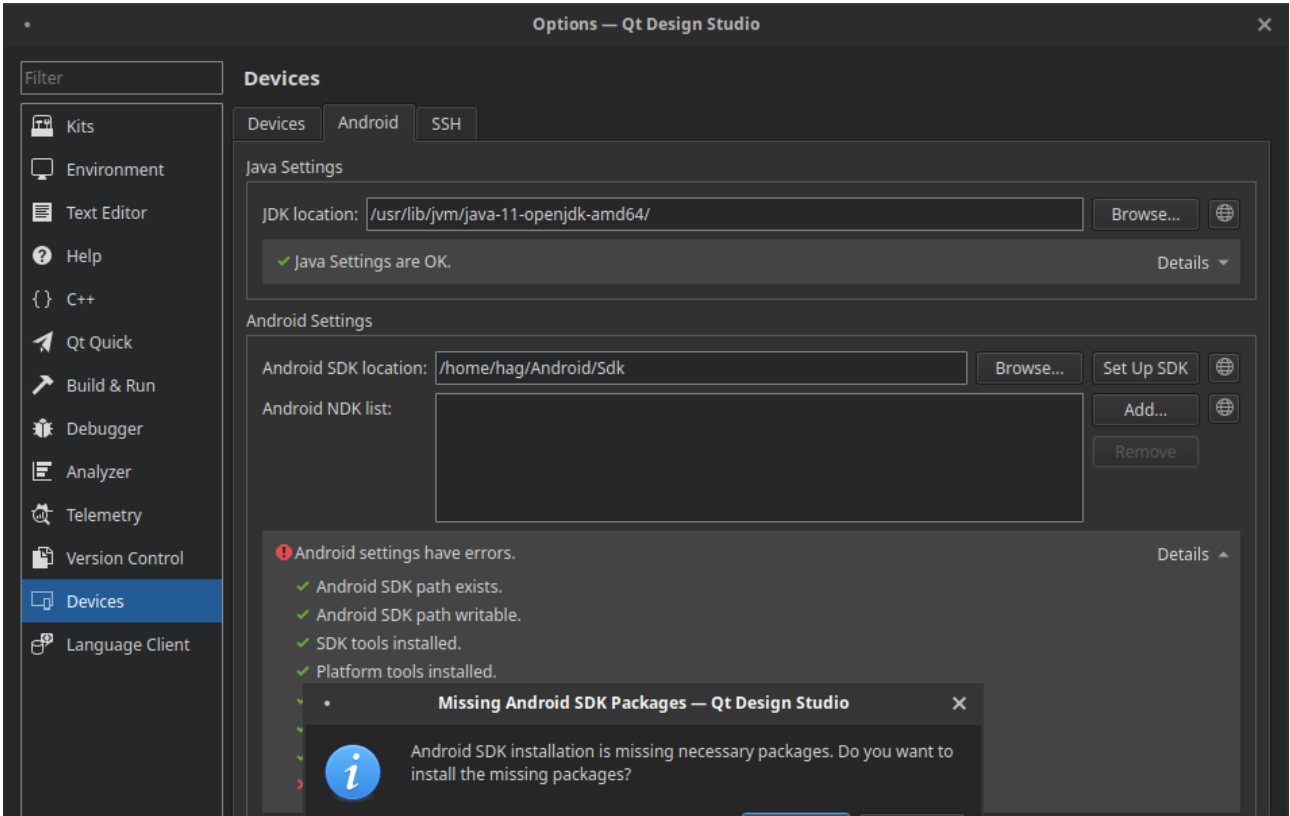 Options — Qt Design Studio
Filter
Devices
Kits
Environment
Text Editor
Help
C++
Qt Quick
Build & Run
Debugger
Analyzer
Telemetry
Version Control
Devices
Language Client
Devices Android SSH
Java Settings
JDK location: /usr/lib/jvm/java-11-openjdk-amd64/ Browse...
Java Settings are OK. Details
Android Settings
Android SDK location: /home/hag/Android/Sdk Browse... Set Up SDK
Android NDK list: Add...
Remove
Android settings have errors. Details
Android SDK path exists.
Android SDK path writable.
SDK tools installed.
Platform tools installed.
Missing Android SDK Packages — Qt Design Studio
Android SDK installation is missing necessary packages. Do you want to
install the missing packages?